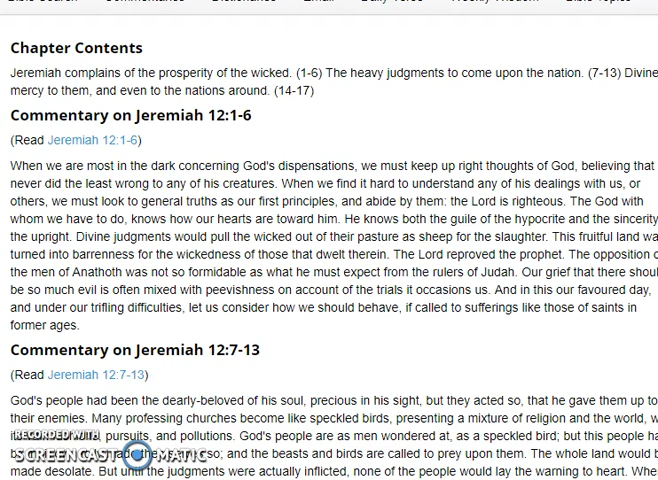 Bible Search Commentaries Dictionaries Email Daily Verse Weekly Wisdom Bible Topics
Chapter Contents
Jeremiah complains of the prosperity of the wicked. (1-6) The heavy judgments to come upon the nation. (7-13) Divine
mercy to them, and even to the nations around. (14-17)
Commentary on Jeremiah 12:1-6
(Read Jeremiah 12:1-6)
When we are most in the dark concerning God's dispensations, we must keep up right thoughts of God, believing that
never did the least wrong to any of his creatures. When we find it hard to understand any of his dealings with us, or
others, we must look to general truths as our first principles, and abide by them: the Lord is righteous. The God with
whom we have to do, knows how our hearts are toward him. He knows both the guile of the hypocrite and the sincerity
the upright. Divine judgments would pull the wicked out of their pasture as sheep for the slaughter. This fruitful land wa
turned into barrenness for the wickedness of those that dwelt therein. The Lord reproved the prophet. The opposition o
the men of Anathoth was not so formidable as what he must expect from the rulers of Judah. Our grief that there shoul
be so much evil is often mixed with peevishness on account of the trials it occasions us. And in this our favoured day,
and under our trifling difficulties, let us consider how we should behave, if called to sufferings like those of saints in
former ages.
Commentary on Jeremiah 12:7-13
(Read Jeremiah 12:7-13)
God's people had been the dearly-beloved of his soul, precious in his sight, but they acted so, that he gave them up to
their enemies. Many professing churches become like speckled birds, presenting a mixture of religion and the world, w
pursuits, and pollutions. God's people are as men wondered at, as a speckled bird; but this people ha
RECORDED WITH
so; and the beasts and birds are called to prey upon them. The whole land would b
SCREENCAST MATIC
made desolate. But until the judgments were actually inflicted, none of the people would lay the warning to heart. Whe